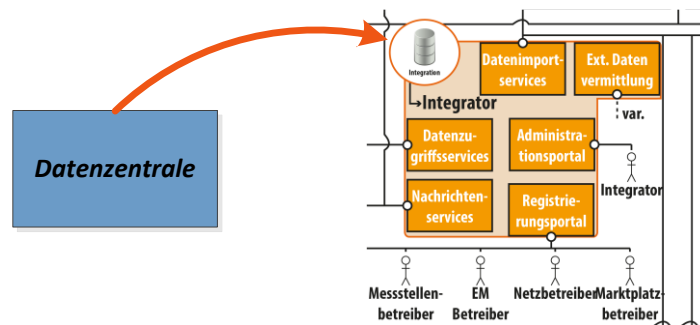 Datenzentrale
Integration
Integrator
Datenimport-
services
Ext. Daten
vermittlung
var.
Datenzu-
griffsservices
Administra-
tionsportal
Integrator
Nachrichten-
services
Registrie-
rungsportal
Messstellen-
betreiber
EM
Betreiber
Netzbetreiber
Marktplatz-
betreiber